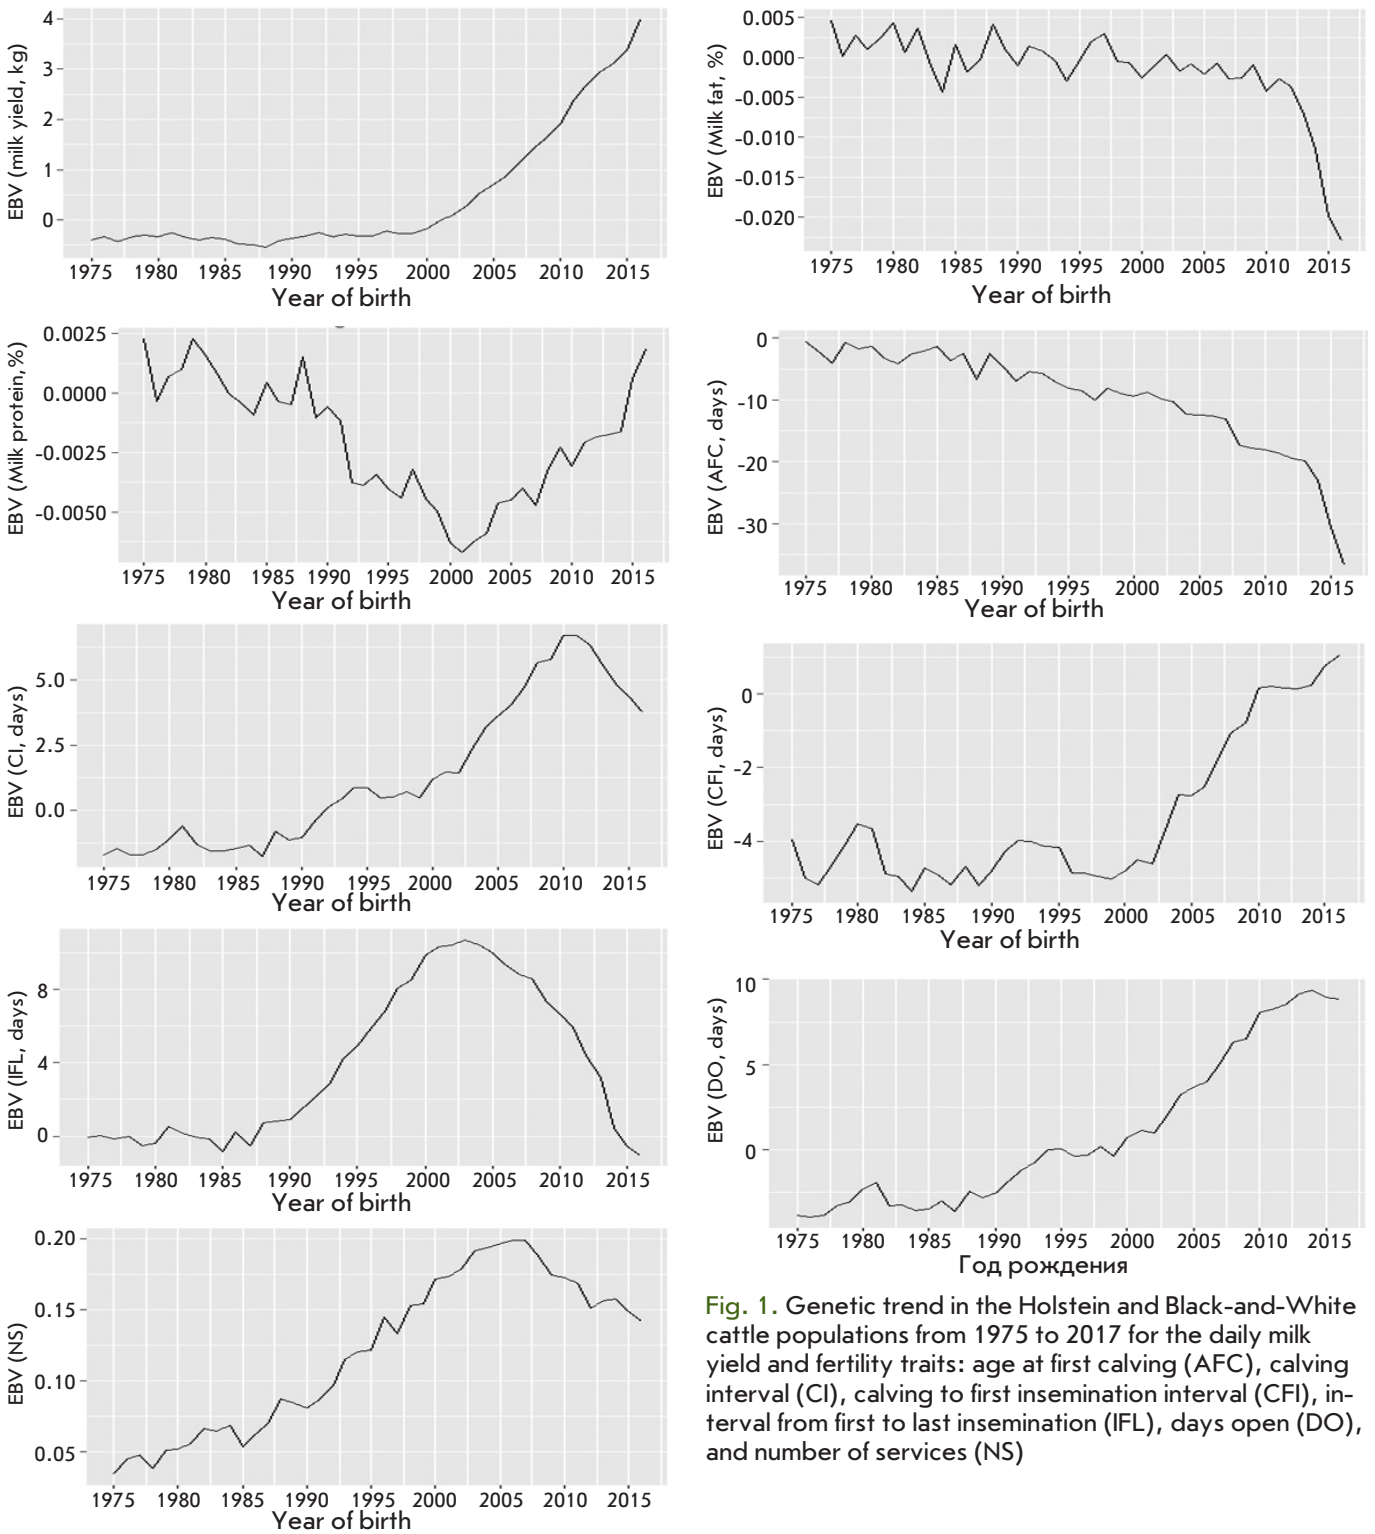 EBV (milk yield, kg)
4
3
2
1
0
1975 1980 1985 1990 1995 2000 2005 2010 2015
Year of birth
EBV (Milk fat, %)
0.005
0.000
-0.005
-0.010
-0.015
-0.020
1975 1980 1985 1990 1995 2000 2005 2010 2015
Year of birth
EBV (Milk protein,%)
0.0025
0.0000
-0.0025
-0.0050
1975 1980 1985 1990 1995 2000 2005 2010 2015
Year of birth
EBV (AFC, days)
0
-10
-20
-30
1975 1980 1985 1990 1995 2000 2005 2010 2015
Year of birth
EBV (CI, days)
5.0
2.5
0.0
1975 1980 1985 1990 1995 2000 2005 2010 2015
Year of birth
EBV (CFI, days)
0
-2
-4
1975 1980 1985 1990 1995 2000 2005 2010 2015
Year of birth
EBV (IFL, days)
8
4
0
1975 1980 1985 1990 1995 2000 2005 2010 2015
Year of birth
EBV (DO, days)
10
5
0
1975 1980 1985 1990 1995 2000 2005 2010 2015
Год рождения
EBV (NS)
0.20
0.15
0.10
0.05
1975 1980 1985 1990 1995 2000 2005 2010 2015
Year of birth
Fig. 1. Genetic trend in the Holstein and Black-and-White
cattle populations from 1975 to 2017 for the daily milk
yield and fertility traits: age at first calving (AFC), calving
interval (CI), calving to first insemination interval (CFI), in-
terval from first to last insemination (IFL), days open (DO),
and number of services (NS)